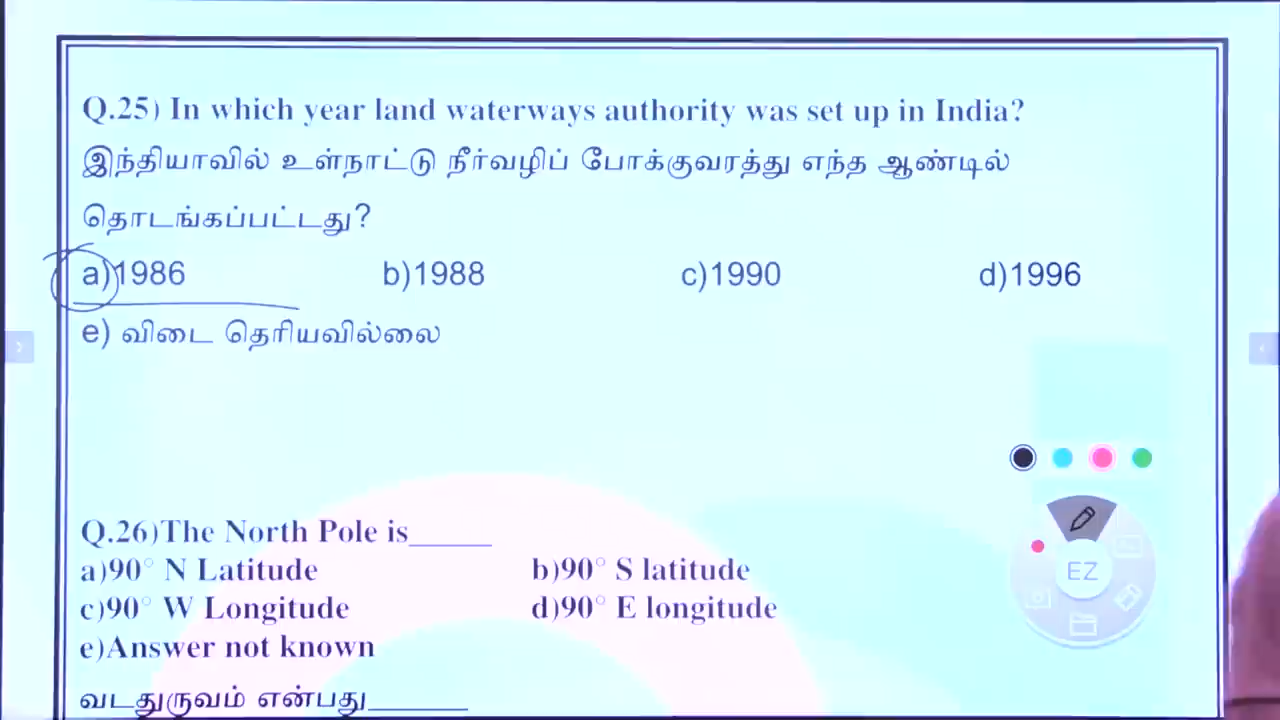 Q.25) In which year land waterways authority was set up in India?
இந்தியாவில் உள்நாட்டு நீர்வழிப் போக்குவரத்து எந்த ஆண்டில்
தொடங்கப்பட்டது?
a)1986 b)1988 c)1990 d)1996
e) விடை தெரியவில்லை
Q.26)The North Pole is______
a)90° N Latitude b)90° S latitude
c)90° W Longitude d)90° E longitude
e)Answer not known
வடதுருவம் என்பது______
EZ